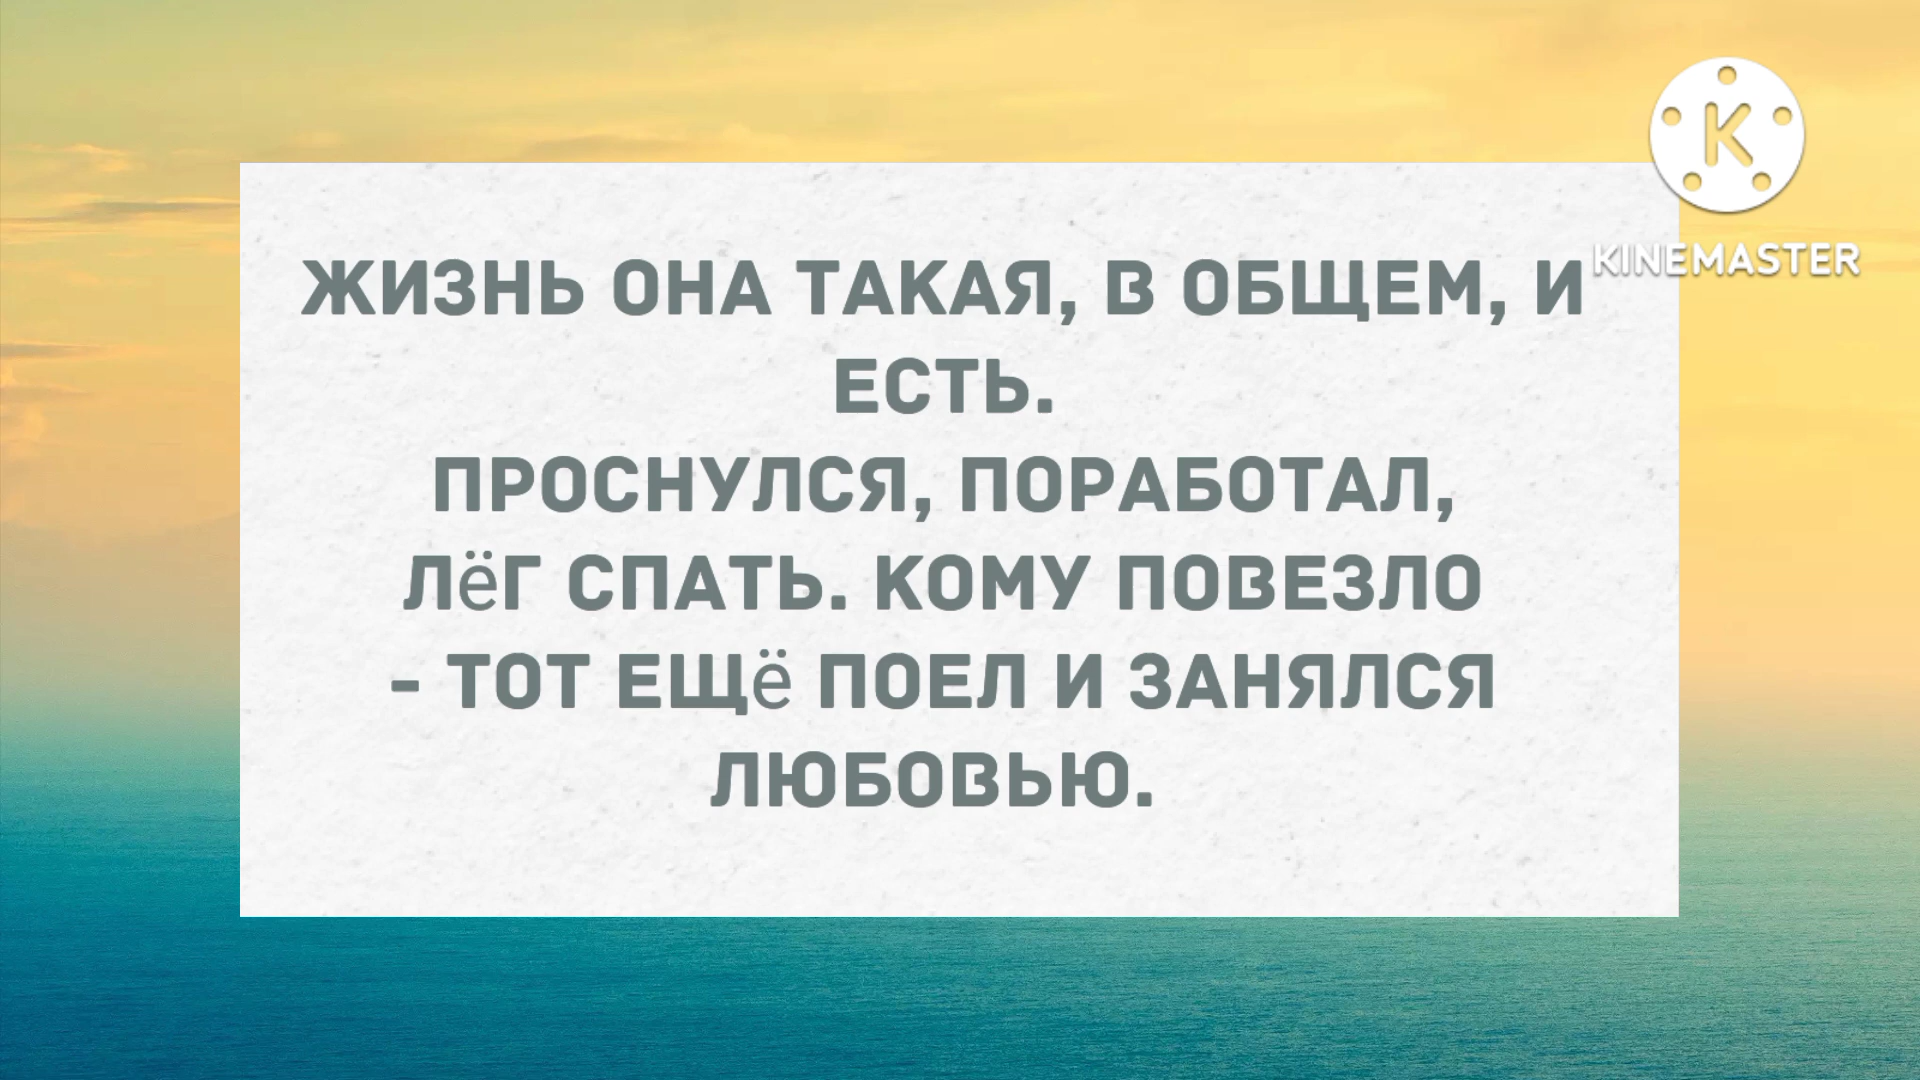 ЖИЗНЬ ОНА ТАКАЯ, В ОБЩЕМ, И
ЕСТЬ.
ПРОСНУЛСЯ, ПОРАБОТАЛ,
ЛёГ СПАТЬ. КОМУ ПОВЕЗЛО
- ТОТ ЕЩё ПОЕЛ И ЗАНЯЛСЯ
ЛЮБОВЬЮ.
K
KINEMASTER